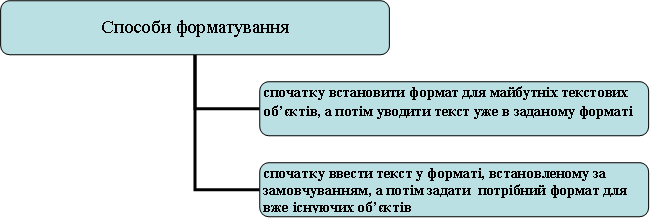 Способи форматування
спочатку встановити формат для майбутніх текстових
об’єктів, а потім уводити текст уже в заданому форматі
спочатку ввести текст у форматі, встановленому за
замовчуванням, а потім задати потрібний формат для
вже існуючих об’єктів